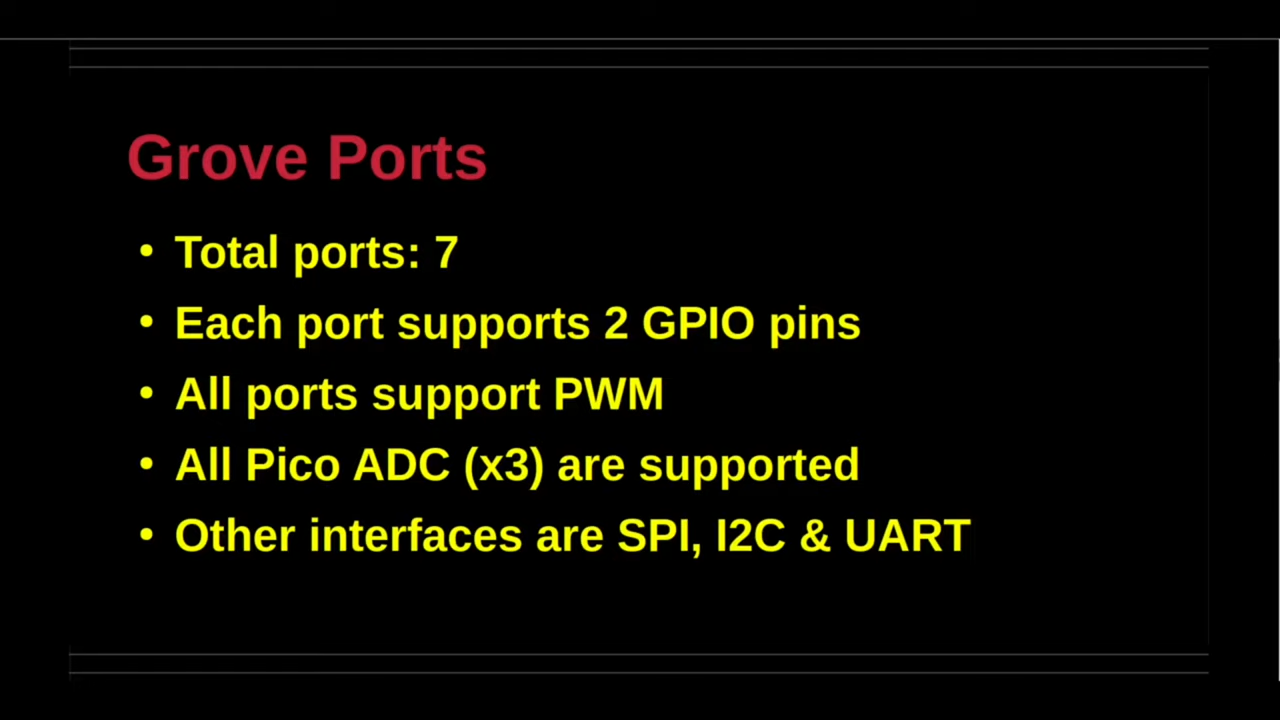 Grove Ports
• Total ports: 7
• Each port supports 2 GPIO pins
• All ports support PWM
• All Pico ADC (x3) are supported
• Other interfaces are SPI, I2C & UART